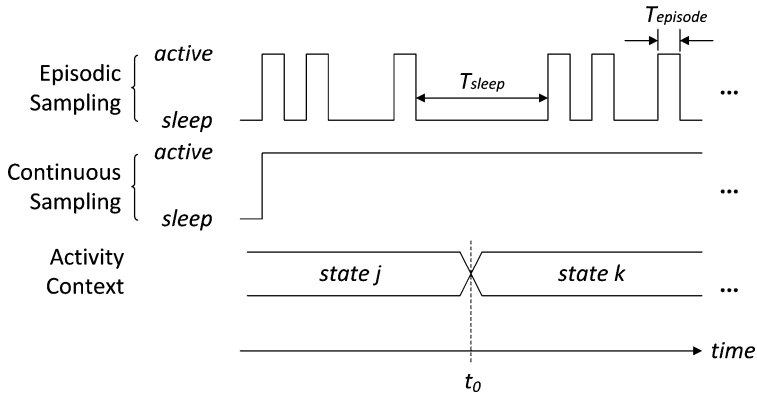 T_episode
active
Episodic
Sampling
T_sleep
...
sleep
active
Continuous
Sampling
...
sleep
Activity
Context
state j
state k
...
time
t_0